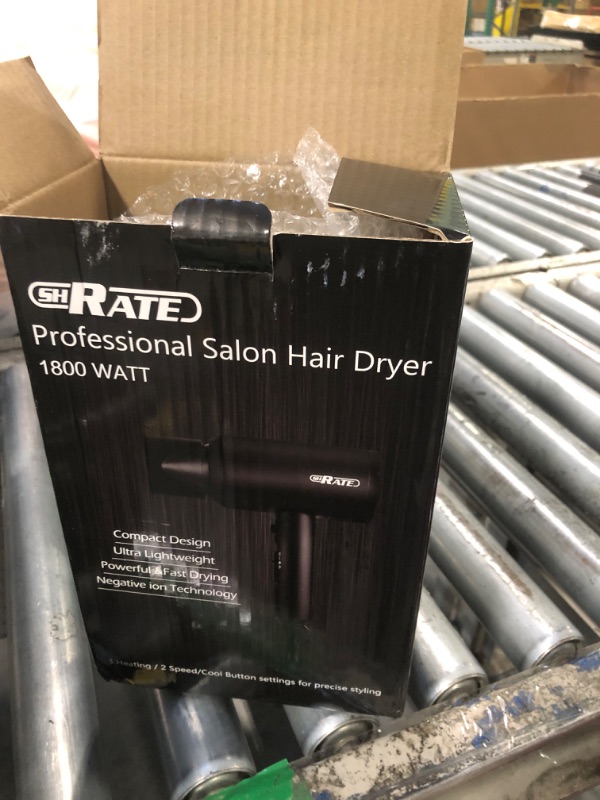 SHRATE
Professional Salon Hair Dryer
1800 WATT
SHRATE
Compact Design
Ultra Lightweight
Powerful&Fast Drying
Negative ion Technology
Heating / 2 Speed/Cool Button settings for precise styling